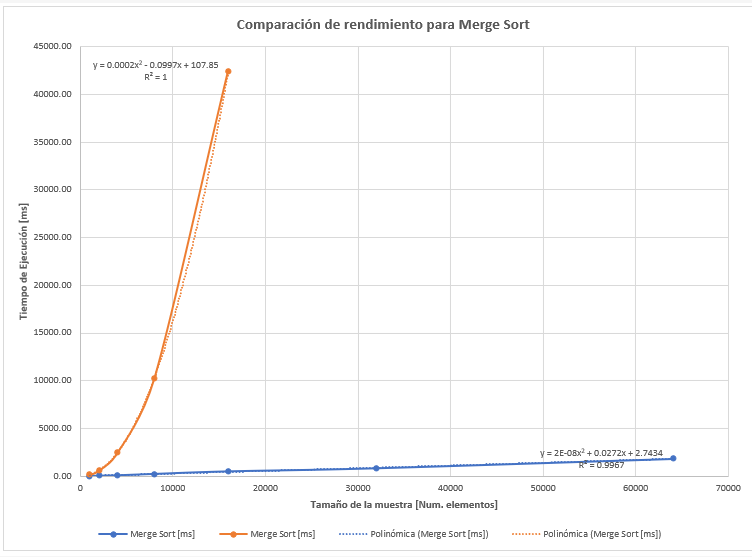 Comparación de rendimiento para Merge Sort
45000.00
y = 0.0002x² - 0.0997x + 107.85
R² = 1
40000.00
35000.00
30000.00
25000.00
Tiempo de Ejecución [ms]
20000.00
15000.00
10000.00
5000.00
y = 2E-08x² + 0.0272x + 2.7434
R² = 0.9967
0.00
0 10000 20000 30000 40000 50000 60000 70000
Tamaño de la muestra [Num. elementos]
Merge Sort [ms] Merge Sort [ms] Polinómica (Merge Sort [ms]) Polinómica (Merge Sort [ms])